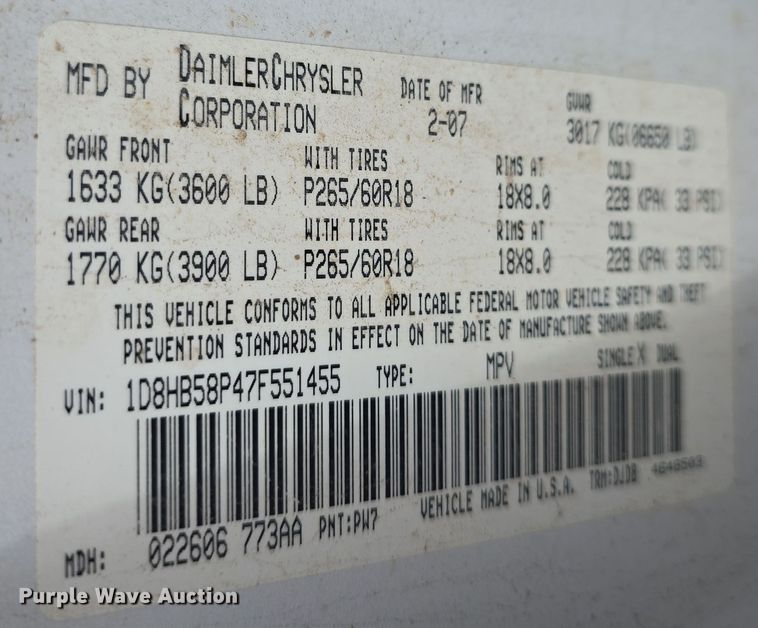 MFD BY DAIMLERCHRYSLER CORPORATION DATE OF MFR 2-07 GVWR 3017 KG(06650 LB)
GAWR FRONT WITH TIRES RIMS AT COLD
1633 KG(3600 LB) P265/60R18 18X8.0 228 KPA( 33 PSI)
GAWR REAR WITH TIRES RIMS AT COLD
1770 KG(3900 LB) P265/60R18 18X8.0 228 KPA( 33 PSI)
THIS VEHICLE CONFORMS TO ALL APPLICABLE FEDERAL MOTOR VEHICLE SAFETY AND THEFT
PREVENTION STANDARDS IN EFFECT ON THE DATE OF MANUFACTURE SHOWN ABOVE.
VIN: 1D8HB58P47F551455 TYPE: MPV SINGLE X DUAL
MDH: 022606 773AA PNT:PW7 VEHICLE MADE IN U.S.A. TRM:DJDB 4648503
Purple Wave Auction